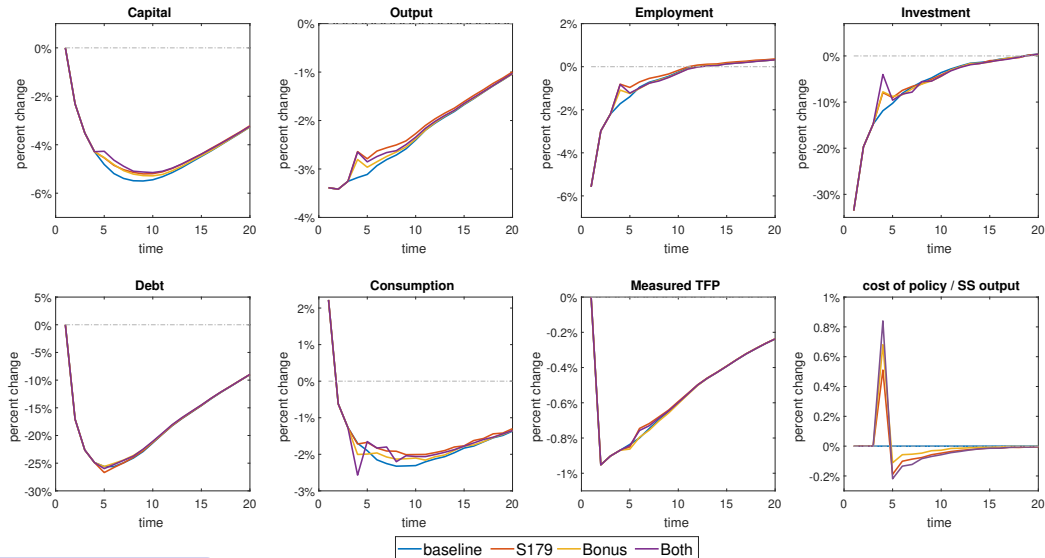 Capital
percent change
0%
-2%
-4%
-6%
0 5 10 15 20
time
Output
percent change
0%
-1%
-2%
-3%
-4%
0 5 10 15 20
time
Employment
percent change
2%
0%
-2%
-4%
-6%
0 5 10 15 20
time
Investment
percent change
0%
-10%
-20%
-30%
0 5 10 15 20
time
Debt
percent change
5%
0%
-5%
-10%
-15%
-20%
-25%
-30%
0 5 10 15 20
time
Consumption
percent change
2%
1%
0%
-1%
-2%
-3%
0 5 10 15 20
time
Measured TFP
percent change
0%
-0.2%
-0.4%
-0.6%
-0.8%
-1%
0 5 10 15 20
time
cost of policy / SS output
percent change
1%
0.8%
0.6%
0.4%
0.2%
0%
-0.2%
0 5 10 15 20
time
baseline S179 Bonus Both